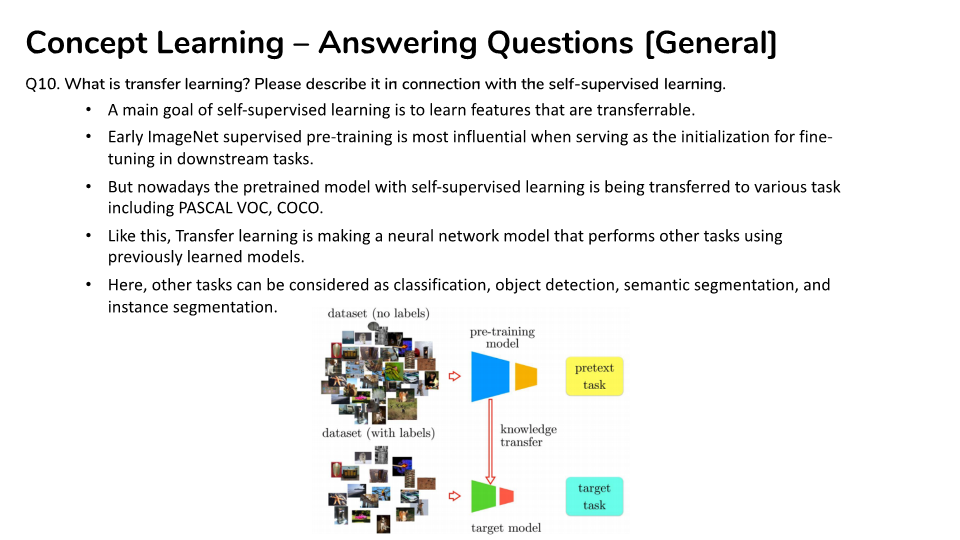 Concept Learning – Answering Questions [General]
Q10. What is transfer learning? Please describe it in connection with the self-supervised learning.
• A main goal of self-supervised learning is to learn features that are transferrable.
• Early ImageNet supervised pre-training is most influential when serving as the initialization for fine-
tuning in downstream tasks.
• But nowadays the pretrained model with self-supervised learning is being transferred to various task
including PASCAL VOC, COCO.
• Like this, Transfer learning is making a neural network model that performs other tasks using
previously learned models.
• Here, other tasks can be considered as classification, object detection, semantic segmentation, and
instance segmentation.
dataset (no labels)
pre-training
model
pretext
task
knowledge
transfer
dataset (with labels)
target
task
target model